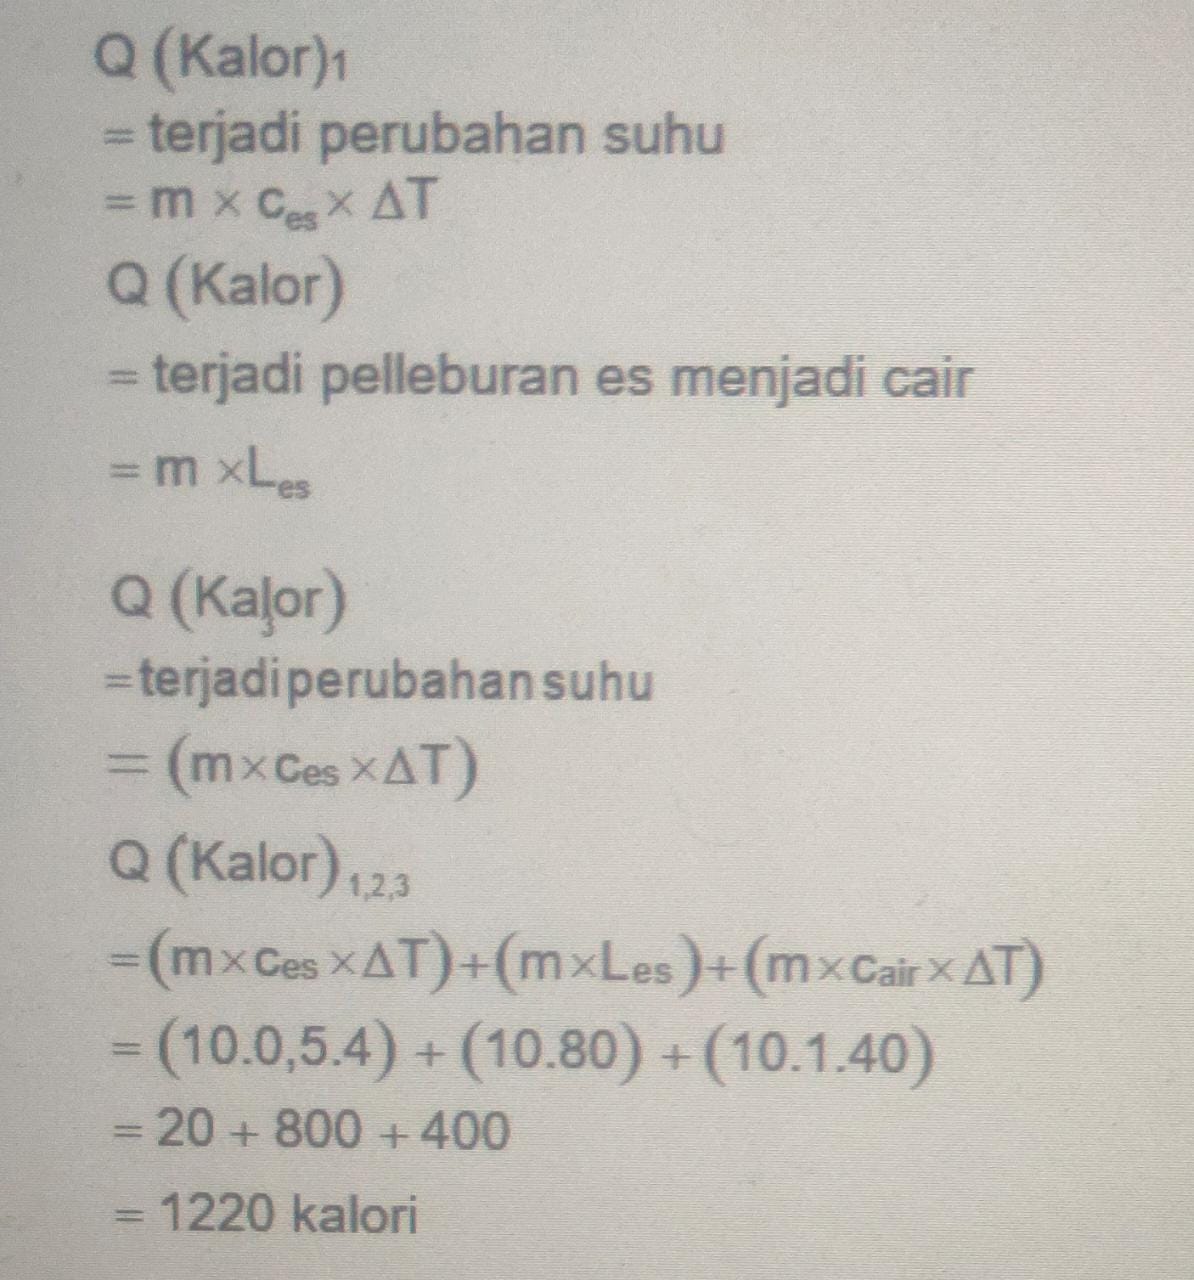 Q (Kalor)1
= terjadi perubahan suhu
= m × ces × ΔT
Q (Kalor)
= terjadi pelleburan es menjadi cair
= m ×Les
Q (Kalor)
3
=terjadiperubahansuhu
= (m×ces×ΔT)
Q (Kalor) 1,2,3
=(m×ces×ΔT)+(m×Les)+(m×cair×ΔT)
= (10.0,5.4) + (10.80) + (10.1.40)
= 20 + 800 + 400
= 1220 kalori